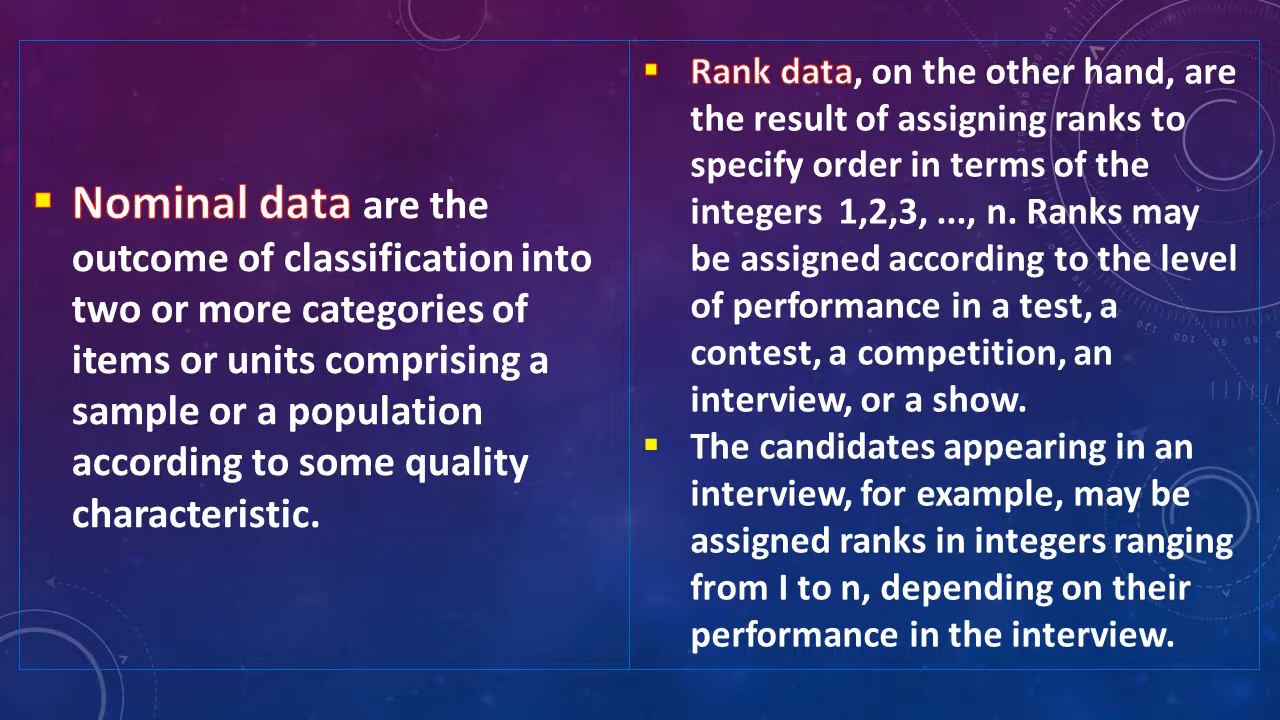 Nominal data are the
outcome of classification into
two or more categories of
items or units comprising a
sample or a population
according to some quality
characteristic.
Rank data, on the other hand, are
the result of assigning ranks to
specify order in terms of the
integers 1,2,3, ..., n. Ranks may
be assigned according to the level
of performance in a test, a
contest, a competition, an
interview, or a show.
The candidates appearing in an
interview, for example, may be
assigned ranks in integers ranging
from I to n, depending on their
performance in the interview.